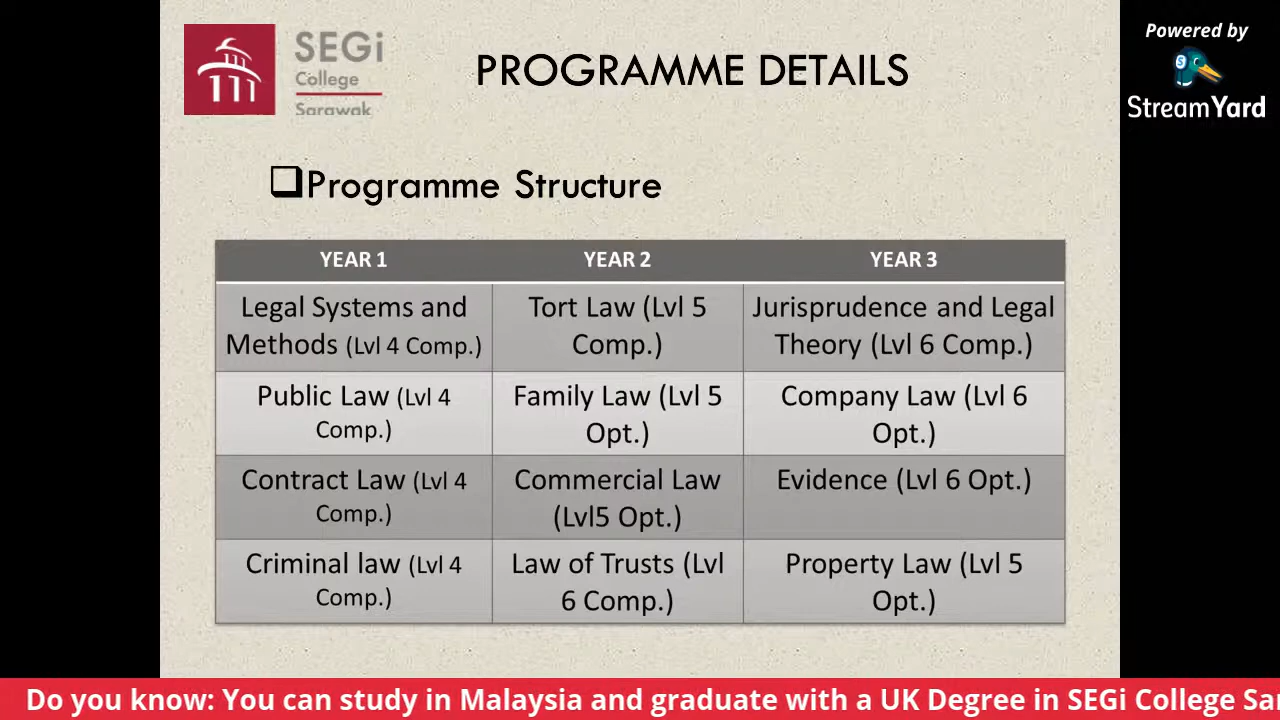 SEGi
College
Sarawak
PROGRAMME DETAILS
Powered by
StreamYard
Programme Structure
YEAR 1
YEAR 2
YEAR 3
Legal Systems and
Methods (Lvl 4 Comp.)
Tort Law (Lvl 5
Comp.)
Jurisprudence and Legal
Theory (Lvl 6 Comp.)
Public Law (Lvl 4
Comp.)
Family Law (Lvl 5
Opt.)
Company Law (Lvl 6
Opt.)
Contract Law (Lvl 4
Comp.)
Commercial Law
(Lvl5 Opt.)
Evidence (Lvl 6 Opt.)
Criminal law (Lvl 4
Comp.)
Law of Trusts (Lvl
6 Comp.)
Property Law (Lvl 5
Opt.)
Do you know: You can study in Malaysia and graduate with a UK Degree in SEGi College Sa